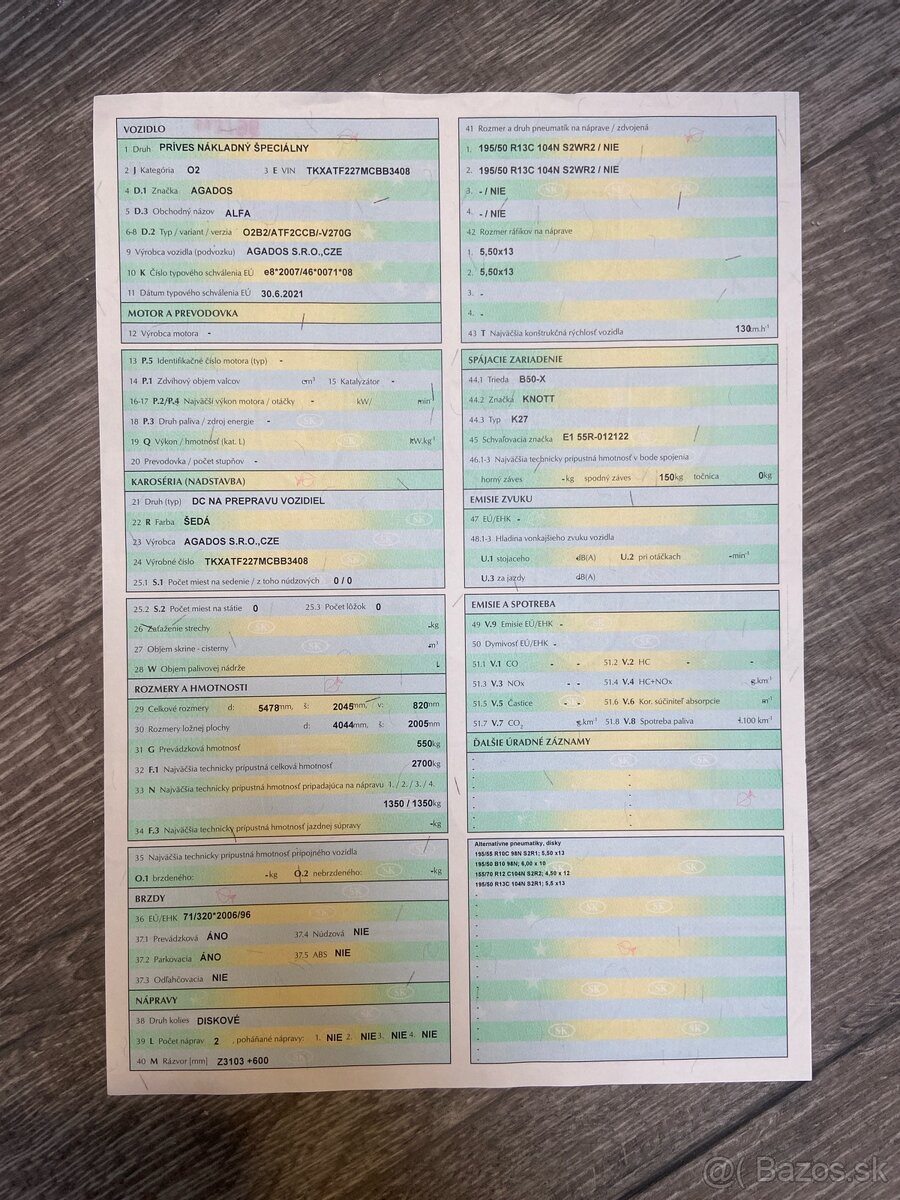 VOZIDLO
1 Druh PRÍVES NÁKLADNÝ ŠPECIÁLNY
2 J Kategória O2 3 E VIN TKXATF227MCBB3408
4 D.1 Značka AGADOS
5 D.3 Obchodný názov ALFA
6-8 D.2 Typ / variant / verzia O2B2/ATF2CCB/-V270G
9 Výrobca vozidla (podvozku) AGADOS S.R.O.,CZE
10 K Číslo typového schválenia EÚ e8*2007/46*0071*08
11 Dátum typového schválenia EÚ 30.6.2021
MOTOR A PREVODOVKA
12 Výrobca motora -
13 P.5 Identifikačné číslo motora (typ) -
14 P.1 Zdvihový objem valcov cm³ 15 Katalyzátor -
16-17 P.2/P.4 Najväčší výkon motora / otáčky - kW/ min
18 P.3 Druh paliva / zdroj energie -
19 Q Výkon / hmotnosť (kat. L) kW.kg⁻¹
20 Prevodovka / počet stupňov -
KAROSÉRIA (NADSTAVBA)
21 Druh (typ) DC NA PREPRAVU VOZIDIEL
22 R Farba ŠEDÁ
23 Výrobca AGADOS S.R.O.,CZE
24 Výrobné číslo TKXATF227MCBB3408
25.1 S.1 Počet miest na sedenie / z toho núdzových 0 / 0
25.2 S.2 Počet miest na státie 0 25.3 Počet lôžok 0
26 Zaťaženie strechy -kg
27 Objem skrine - cisterny m³
28 W Objem palivovej nádrže L
ROZMERY A HMOTNOSTI
29 Celkové rozmery d: 5478mm, š: 2045mm, v: 820mm
30 Rozmery ložnej plochy d: 4044mm, š: 2005mm
31 G Prevádzková hmotnosť 550kg
32 F.1 Najväčšia technicky prípustná celková hmotnosť 2700kg
33 N Najväčšia technicky prípustná hmotnosť pripadajúca na nápravu 1. / 2. / 3. / 4.
1350 / 1350kg
34 F.3 Najväčšia technicky prípustná hmotnosť jazdnej súpravy -kg
35 Najväčšia technicky prípustná hmotnosť prípojného vozidla
O.1 brzdeného: -kg O.2 nebrzdeného: -kg
BRZDY
36 EÚ/EHK 71/320*2006/96
37.1 Prevádzková ÁNO 37.4 Núdzová NIE
37.2 Parkovacia ÁNO 37.5 ABS NIE
37.3 Odľahčovacia NIE
NÁPRAVY
38 Druh kolies DISKOVÉ
39 L Počet náprav 2 , poháňané nápravy: 1. NIE 2. NIE 3. NIE 4. NIE
40 M Rázvor [mm] Z3103 +600
41 Rozmer a druh pneumatík na náprave / zdvojená
1. 195/50 R13C 104N S2WR2 / NIE
2. 195/50 R13C 104N S2WR2 / NIE
3. - / NIE
4. - / NIE
42 Rozmer ráfikov na náprave
1. 5,50x13
2. 5,50x13
3. -
4. -
43 T Najväčšia konštrukčná rýchlosť vozidla 130km.h⁻¹
SPÁJACIE ZARIADENIE
44.1 Trieda B50-X
44.2 Značka KNOTT
44.3 Typ K27
45 Schvaľovacia značka E1 55R-012122
46.1-3 Najväčšia technicky prípustná hmotnosť v bode spojenia
horný záves -kg spodný záves 150kg točnica 0kg
EMISIE ZVUKU
47 EÚ/EHK -
48.1-3 Hladina vonkajšieho zvuku vozidla
U.1 stojaceho dB(A) U.2 pri otáčkach -min⁻¹
U.3 za jazdy dB(A)
EMISIE A SPOTREBA
49 V.9 Emisie EÚ/EHK -
50 Dymivosť EÚ/EHK -
51.1 V.1 CO - - 51.2 V.2 HC - -
51.3 V.3 NOx - - 51.4 V.4 HC+NOx g.km⁻¹
51.5 V.5 Častice - - 51.6 V.6 Kor. súčiniteľ absorpcie m⁻¹
51.7 V.7 CO₂ g.km⁻¹ 51.8 V.8 Spotreba paliva l.100 km⁻¹
ĎALŠIE ÚRADNÉ ZÁZNAMY
Alternatívne pneumatiky, disky
195/55 R10C 98N S2R1; 5,50 x13
195/50 B10 98N; 6,00 x 10
155/70 R12 C104N S2R2; 4,50 x 12
195/50 R13C 104N S2R1; 5,5 x13
@( Bazos.sk